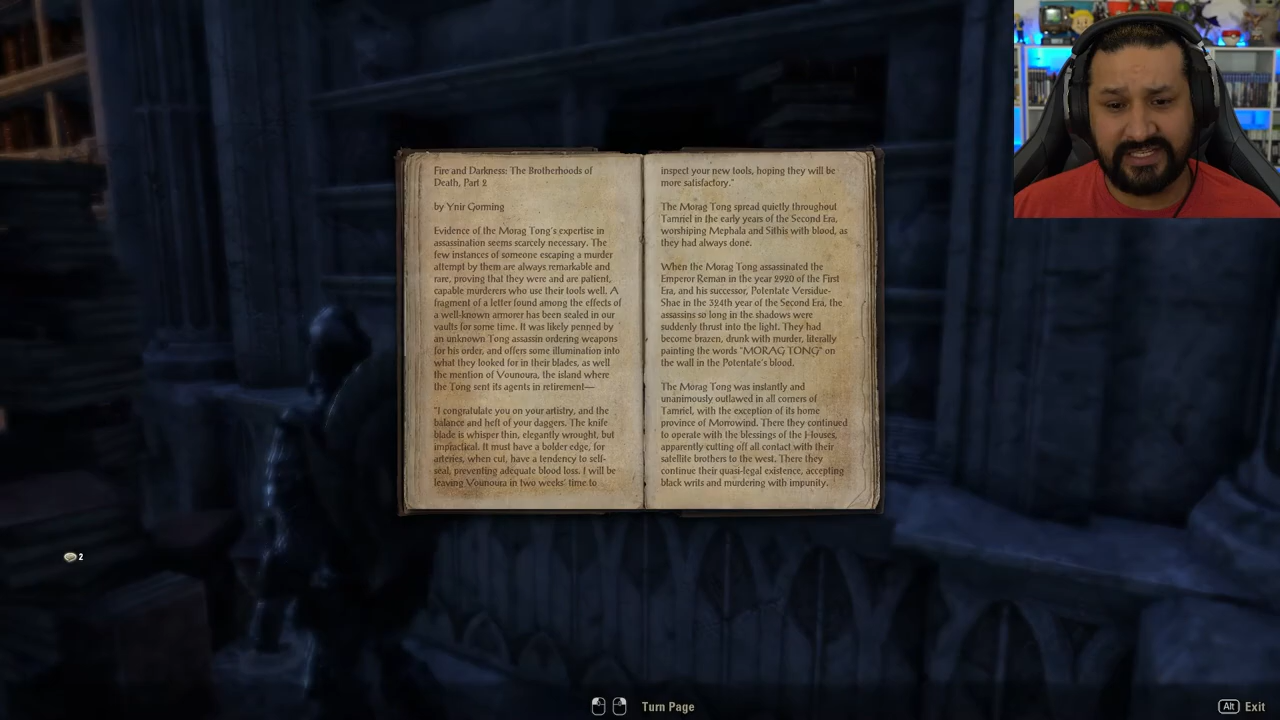 Fire and Darkness: The Brotherhoods of
Death, Part 2
by Ynir Gorming
Evidence of the Morag Tong's expertise in
assassination seems scarcely necessary. The
few instances of someone escaping a murder
attempt by them are always remarkable and
rare, proving that they were and are patient,
capable murderers who use their tools well. A
fragment of a letter found among the effects of
a well-known armorer has been sealed in our
vaults for some time. It was likely penned by
an unknown Tong assassin ordering weapons
for his order, and offers some illumination into
what they looked for in their blades, as well
the mention of Vounoura, the island where
the Tong sent its agents in retirement—
"I congratulate you on your artistry, and the
balance and heft of your daggers. The knife
blade is whisper thin, elegantly wrought, but
impractical. It must have a bolder edge, for
arteries, when cut, have a tendency to self-
seal, preventing adequate blood loss. I will be
leaving Vounoura in two weeks' time to
inspect your new tools, hoping they will be
more satisfactory."
The Morag Tong spread quietly throughout
Tamriel in the early years of the Second Era,
worshiping Mephala and Sithis with blood, as
they had always done.
When the Morag Tong assassinated the
Emperor Reman in the year 2920 of the First
Era, and his successor, Potentate Versidue-
Shae in the 324th year of the Second Era, the
assassins so long in the shadows were
suddenly thrust into the light. They had
become brazen, drunk with murder, literally
painting the words "MORAG TONG" on
the wall in the Potentate's blood.
The Morag Tong was instantly and
unanimously outlawed in all corners of
Tamriel, with the exception of its home
province of Morrowind. There they continued
to operate with the blessings of the Houses,
apparently cutting off all contact with their
satellite brothers to the west. There they
continue their quasi-legal existence, accepting
black writs and murdering with impunity.
2
Turn Page
Alt Exit